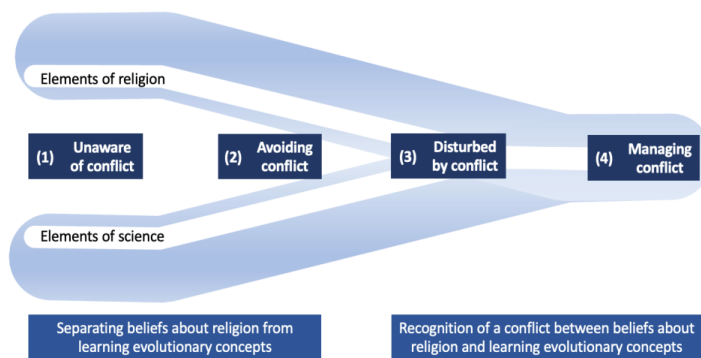 Elements of religion
(1) Unaware
of conflict
(2) Avoiding
conflict
(3) Disturbed
by conflict
(4) Managing
conflict
Elements of science
Separating beliefs about religion from
learning evolutionary concepts
Recognition of a conflict between beliefs about
religion and learning evolutionary concepts